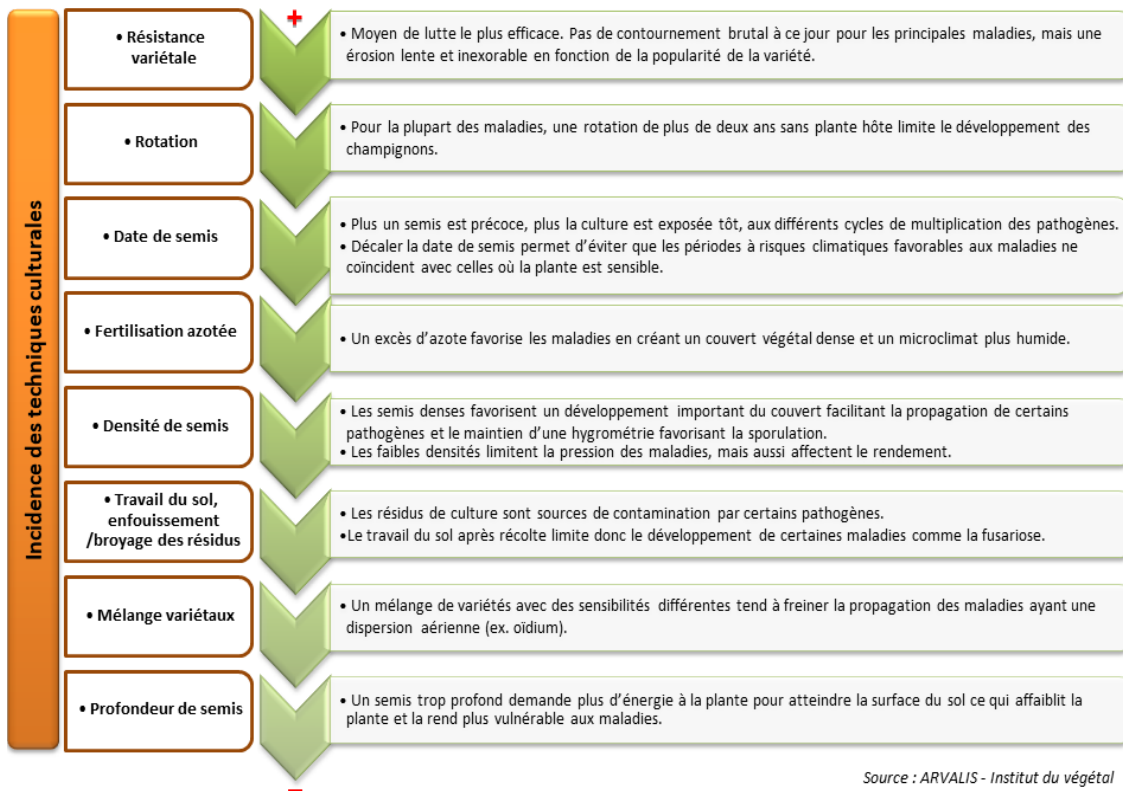 Incidence des techniques culturales
+
• Résistance
variétale
• Moyen de lutte le plus efficace. Pas de contournement brutal à ce jour pour les principales maladies, mais une
érosion lente et inexorable en fonction de la popularité de la variété.
• Rotation
• Pour la plupart des maladies, une rotation de plus de deux ans sans plante hôte limite le développement des
champignons.
• Date de semis
• Plus un semis est précoce, plus la culture est exposée tôt, aux différents cycles de multiplication des pathogènes.
• Décaler la date de semis permet d’éviter que les périodes à risques climatiques favorables aux maladies ne
coïncident avec celles où la plante est sensible.
• Fertilisation azotée
• Un excès d’azote favorise les maladies en créant un couvert végétal dense et un microclimat plus humide.
• Densité de semis
• Les semis denses favorisent un développement important du couvert facilitant la propagation de certains
pathogènes et le maintien d’une hygrométrie favorisant la sporulation.
• Les faibles densités limitent la pression des maladies, mais aussi affectent le rendement.
• Travail du sol,
enfouissement
/broyage des résidus
• Les résidus de culture sont sources de contamination par certains pathogènes.
•Le travail du sol après récolte limite donc le développement de certaines maladies comme la fusariose.
• Mélange variétaux
• Un mélange de variétés avec des sensibilités différentes tend à freiner la propagation des maladies ayant une
dispersion aérienne (ex. oïdium).
• Profondeur de semis
• Un semis trop profond demande plus d’énergie à la plante pour atteindre la surface du sol ce qui affaiblit la
plante et la rend plus vulnérable aux maladies.
–
Source : ARVALIS - Institut du végétal